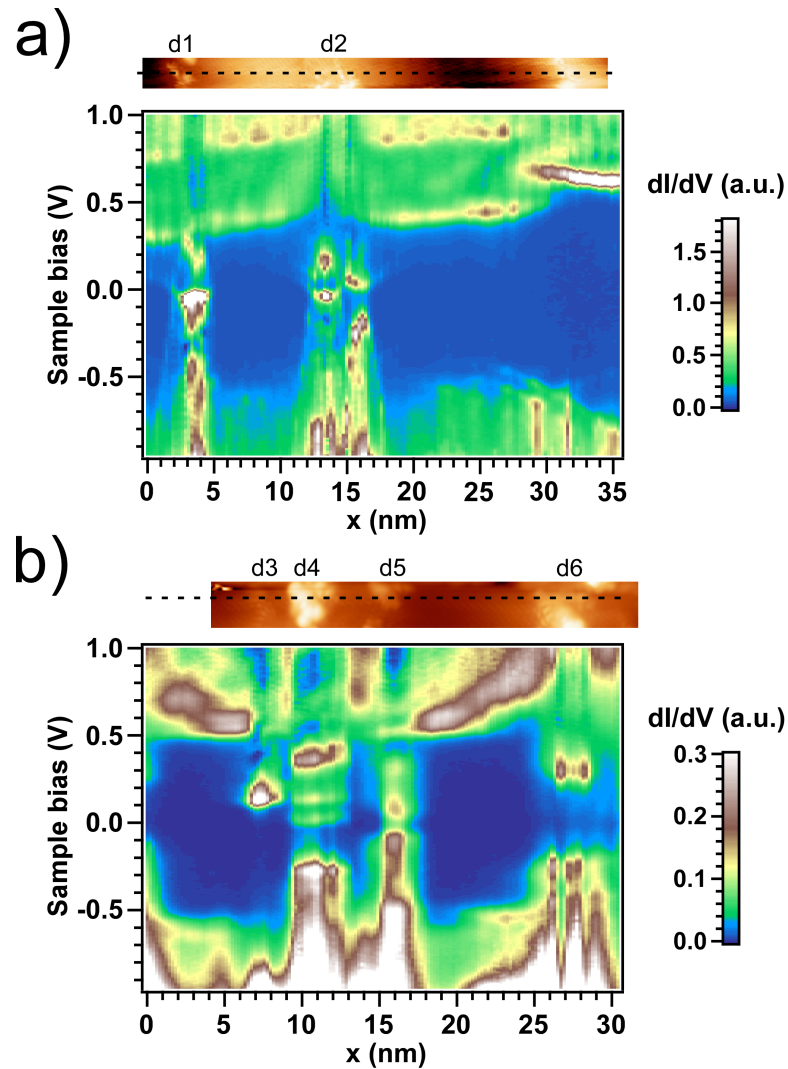 a)
d1 d2
1.0
0.5
0.0
-0.5
Sample bias (V)
0 5 10 15 20 25 30 35
x (nm)
dI/dV (a.u.)
1.5
1.0
0.5
0.0
b)
d3 d4 d5 d6
1.0
0.5
0.0
-0.5
Sample bias (V)
0 5 10 15 20 25 30
x (nm)
dI/dV (a.u.)
0.3
0.2
0.1
0.0